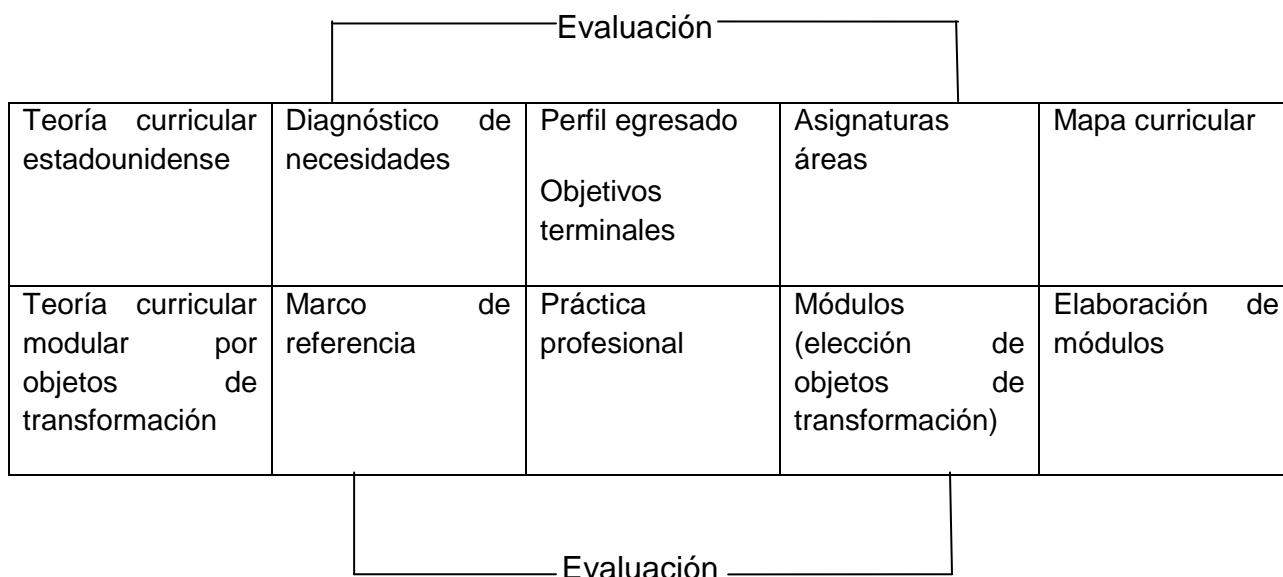 Evaluación
Teoría curricular
estadounidense
Diagnóstico de
necesidades
Perfil egresado
Objetivos
terminales
Asignaturas
áreas
Mapa curricular
Teoría curricular
modular por
objetos de
transformación
Marco de
referencia
Práctica
profesional
Módulos
(elección de
objetos de
transformación)
Elaboración de
módulos
Evaluación